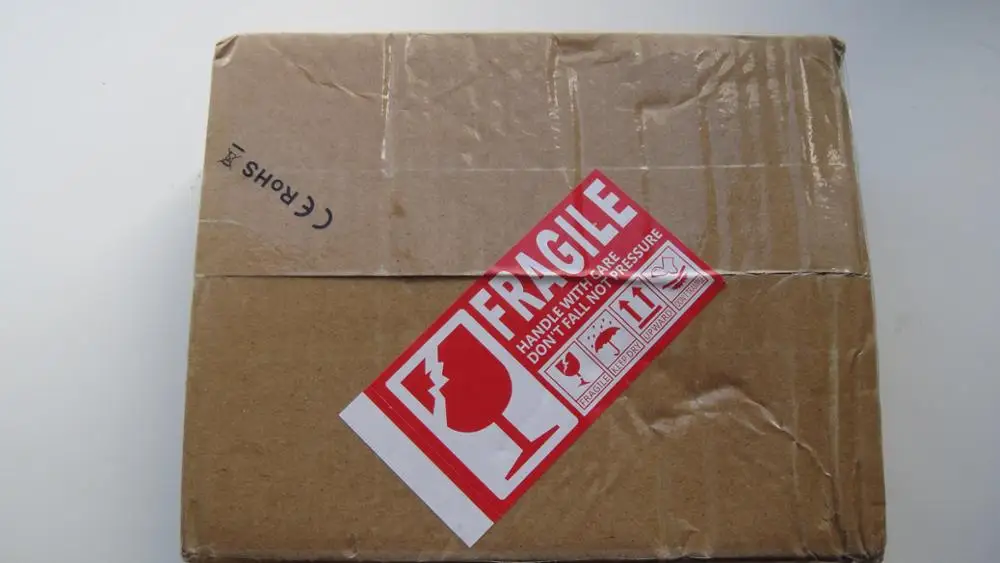 CE RoHS
FRAGILE
HANDLE WITH CARE
DON'T FALL NOT PRESSURE
FRAGILE
KEEP DRY
UPWARD